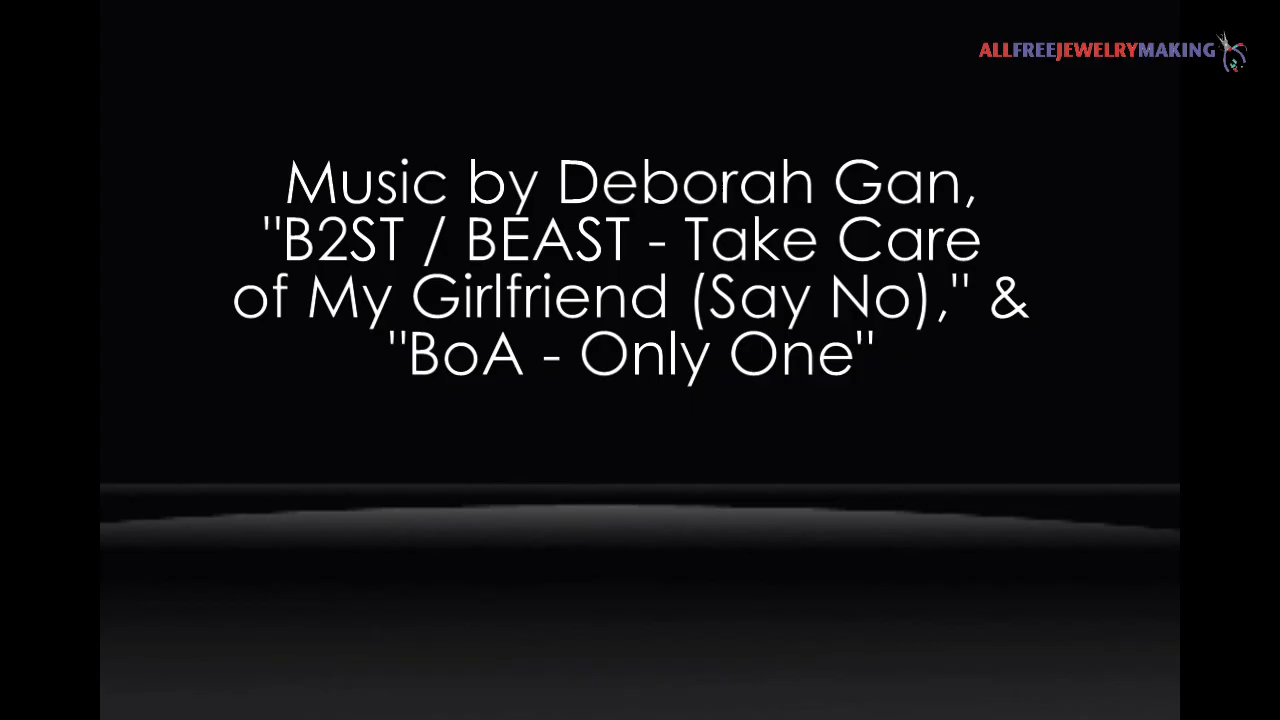 ALLFREEJEWELRYMAKING
Music by Deborah Gan,
"B2ST / BEAST - Take Care
of My Girlfriend (Say No)," &
"BoA - Only One"